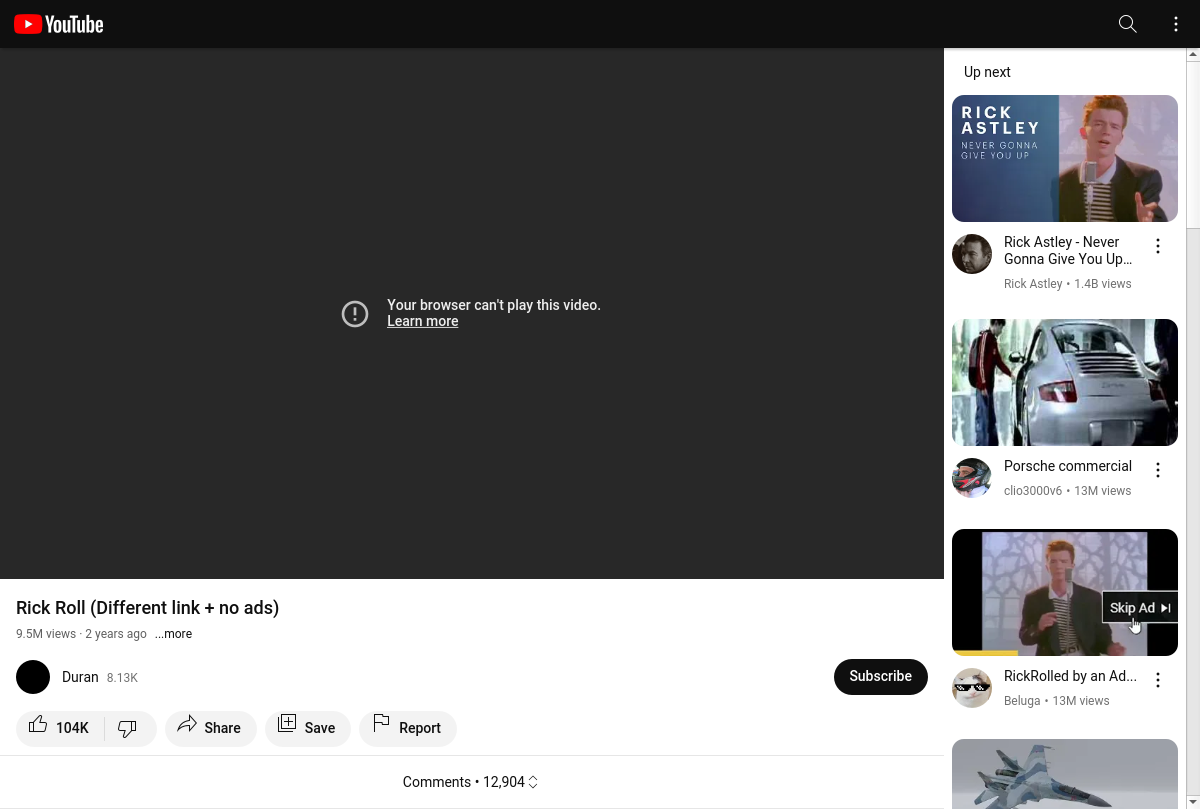 YouTube
Your browser can't play this video.
Learn more
Rick Roll (Different link + no ads)
9.5M views · 2 years ago ...more
Duran 8.13K
Subscribe
104K
Share
Save
Report
Comments • 12,904
Up next
RICK
ASTLEY
NEVER GONNA
GIVE YOU UP
Rick Astley - Never
Gonna Give You Up...
Rick Astley • 1.4B views
Porsche commercial
clio3000v6 • 13M views
Skip Ad
RickRolled by an Ad...
Beluga • 13M views